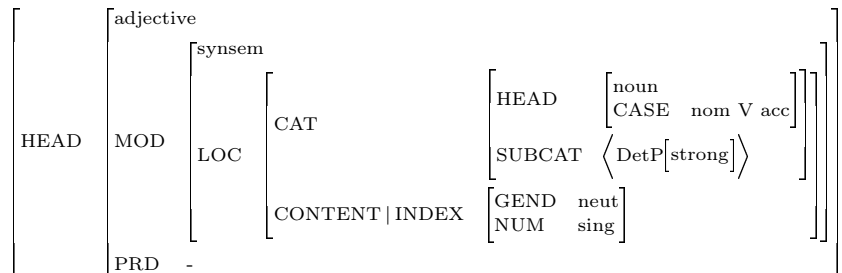 adjective
synsem
noun
HEAD
CASE nom V acc
CAT
HEAD MOD LOC
SUBCAT ⟨DetP[strong]⟩
GEND neut
CONTENT | INDEX
NUM sing
PRD -